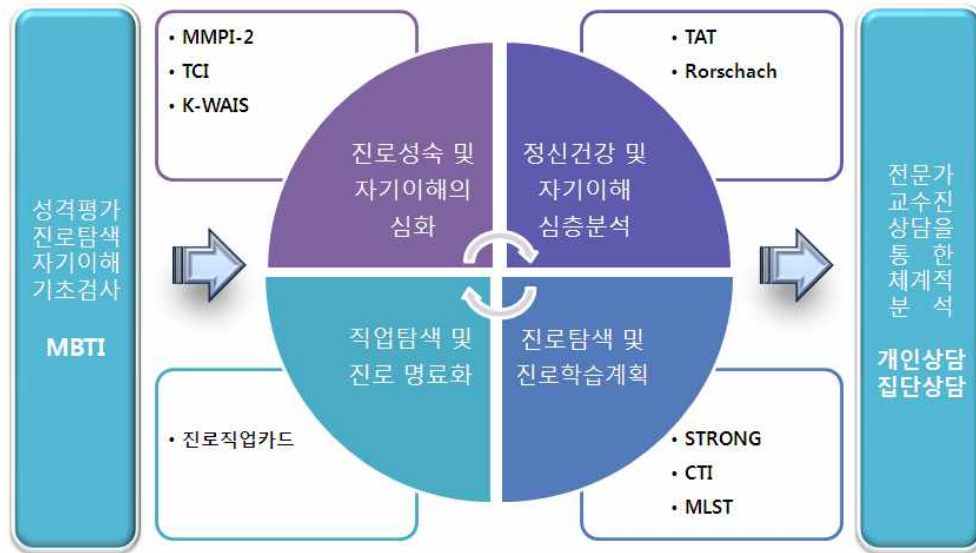 성격평가
진로탐색
자기이해
기초검사
MBTI
• MMPI-2
• TCI
• K-WAIS
진로성숙 및
자기이해의
심화
• TAT
• Rorschach
정신건강 및
자기이해
심층분석
직업탐색 및
진로 명료화
• 진로직업카드
진로탐색 및
진로학습계획
• STRONG
• CTI
• MLST
전문가
교수진
상담을
통 한
체계적
분 석
개인상담
집단상담